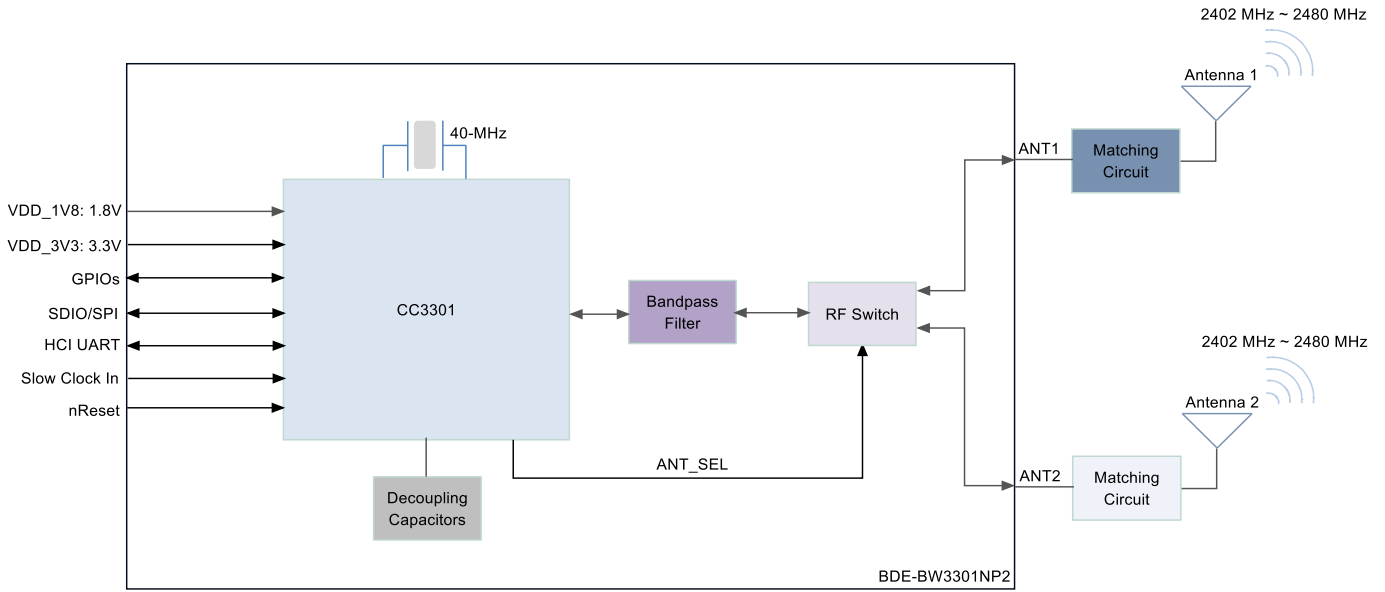 2402 MHz ~ 2480 MHz
Antenna 1
40-MHz
ANT1
Matching
Circuit
VDD_1V8: 1.8V
VDD_3V3: 3.3V
GPIOs
SDIO/SPI
HCI UART
Slow Clock In
nReset
CC3301
Bandpass
Filter
RF Switch
2402 MHz ~ 2480 MHz
Antenna 2
ANT_SEL
ANT2
Matching
Circuit
Decoupling
Capacitors
BDE-BW3301NP2